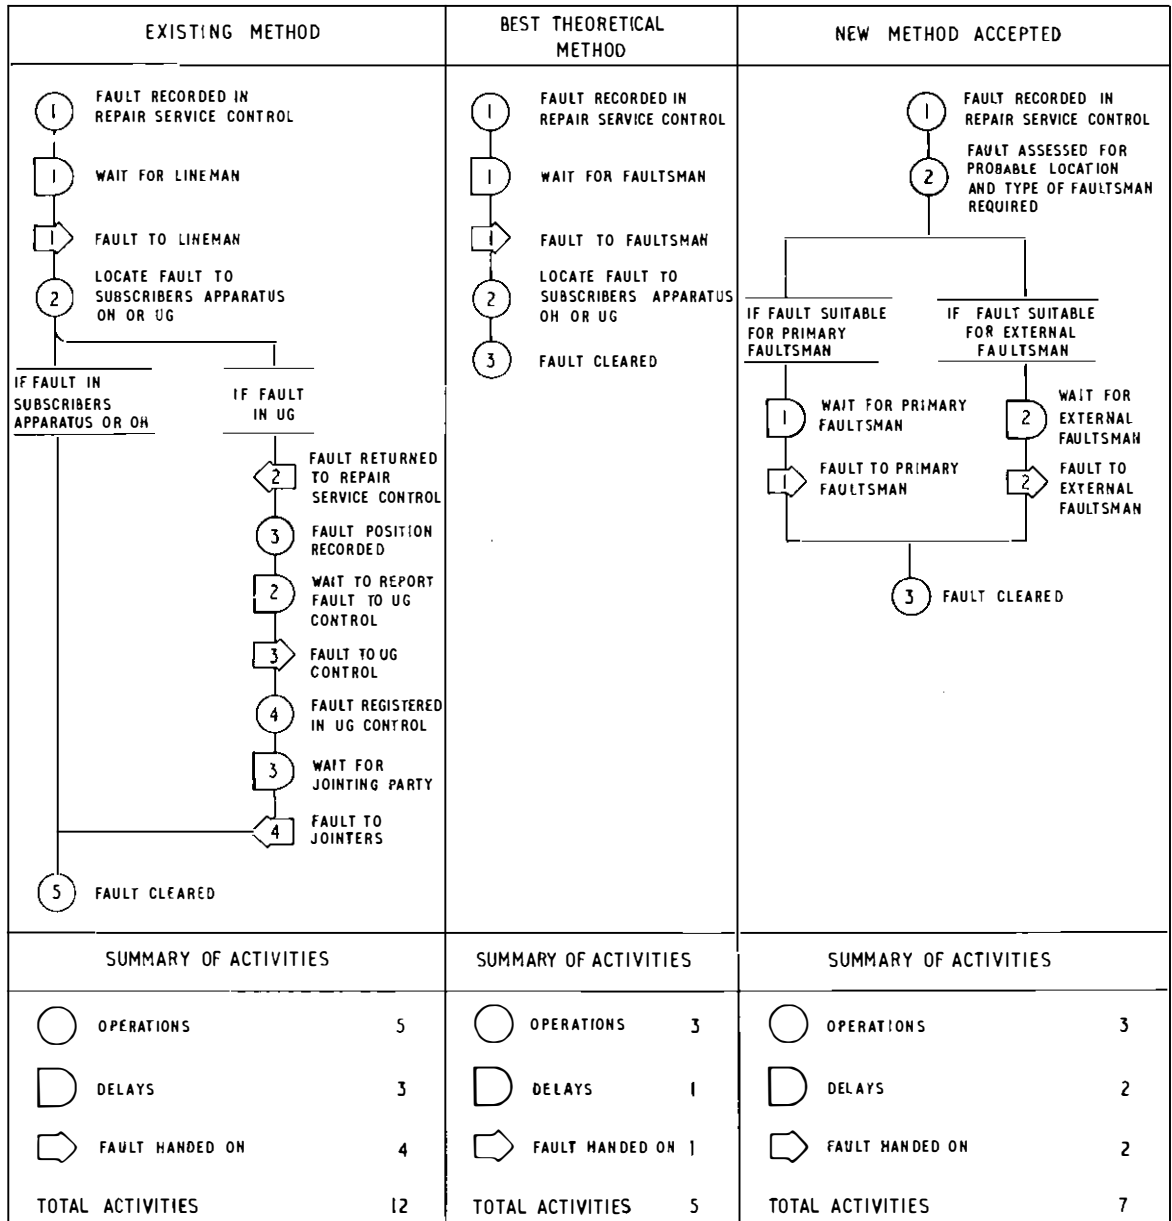 EXISTING METHOD
1
FAULT RECORDED IN
REPAIR SERVICE CONTROL
1
WAIT FOR LINEMAN
1
FAULT TO LINEMAN
2
LOCATE FAULT TO
SUBSCRIBERS APPARATUS
OH OR UG
IF FAULT IN
SUBSCRIBERS
APPARATUS OR OH
IF FAULT
IN UG
2
FAULT RETURNED
TO REPAIR
SERVICE CONTROL
3
FAULT POSITION
RECORDED
2
WAIT TO REPORT
FAULT TO UG
CONTROL
3
FAULT TO UG
CONTROL
4
FAULT REGISTERED
IN UG CONTROL
3
WAIT FOR
JOINTING PARTY
4
FAULT TO
JOINTERS
5
FAULT CLEARED
SUMMARY OF ACTIVITIES
OPERATIONS 5
DELAYS 3
FAULT HANDED ON 4
TOTAL ACTIVITIES 12
BEST THEORETICAL
METHOD
1
FAULT RECORDED IN
REPAIR SERVICE CONTROL
1
WAIT FOR FAULTSMAN
1
FAULT TO FAULTSMAN
2
LOCATE FAULT TO
SUBSCRIBERS APPARATUS
OH OR UG
3
FAULT CLEARED
SUMMARY OF ACTIVITIES
OPERATIONS 3
DELAYS 1
FAULT HANDED ON 1
TOTAL ACTIVITIES 5
NEW METHOD ACCEPTED
1
FAULT RECORDED IN
REPAIR SERVICE CONTROL
2
FAULT ASSESSED FOR
PROBABLE LOCATION
AND TYPE OF FAULTSMAN
REQUIRED
IF FAULT SUITABLE
FOR PRIMARY
FAULTSMAN
IF FAULT SUITABLE
FOR EXTERNAL
FAULTSMAN
1
WAIT FOR PRIMARY
FAULTSMAN
2
WAIT FOR
EXTERNAL
FAULTSMAN
1
FAULT TO PRIMARY
FAULTSMAN
2
FAULT TO
EXTERNAL
FAULTSMAN
3
FAULT CLEARED
SUMMARY OF ACTIVITIES
OPERATIONS 3
DELAYS 2
FAULT HANDED ON 2
TOTAL ACTIVITIES 7